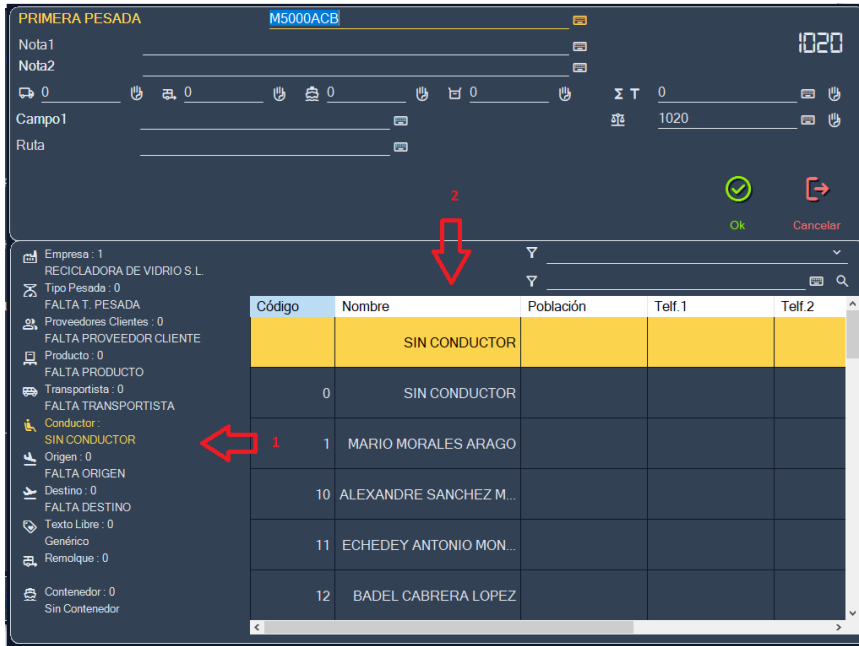 PRIMERA PESADA M5000ACB
Nota1 1020
Nota2
0 0 0 0 Σ T 0
Campo1 1020
Ruta
2
Ok Cancelar
Empresa : 1
RECICLADORA DE VIDRIO S.L.
Tipo Pesada : 0
FALTA T. PESADA
Proveedores Clientes : 0
FALTA PROVEEDOR CLIENTE
Producto : 0
FALTA PRODUCTO
Transportista : 0
FALTA TRANSPORTISTA
Conductor :
SIN CONDUCTOR
1
Origen : 0
FALTA ORIGEN
Destino : 0
FALTA DESTINO
Texto Libre : 0
Genérico
Remolque : 0
Contenedor : 0
Sin Contenedor
Código Nombre Población Telf.1 Telf.2
SIN CONDUCTOR
0 SIN CONDUCTOR
1 MARIO MORALES ARAGO
10 ALEXANDRE SANCHEZ M...
11 ECHEDEY ANTONIO MON...
12 BADEL CABRERA LOPEZ